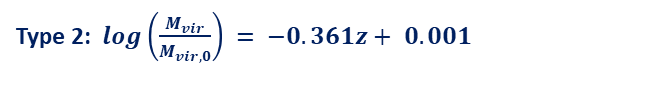 Type 2: log (M_vir / M_vir,0) = −0.361z + 0.001